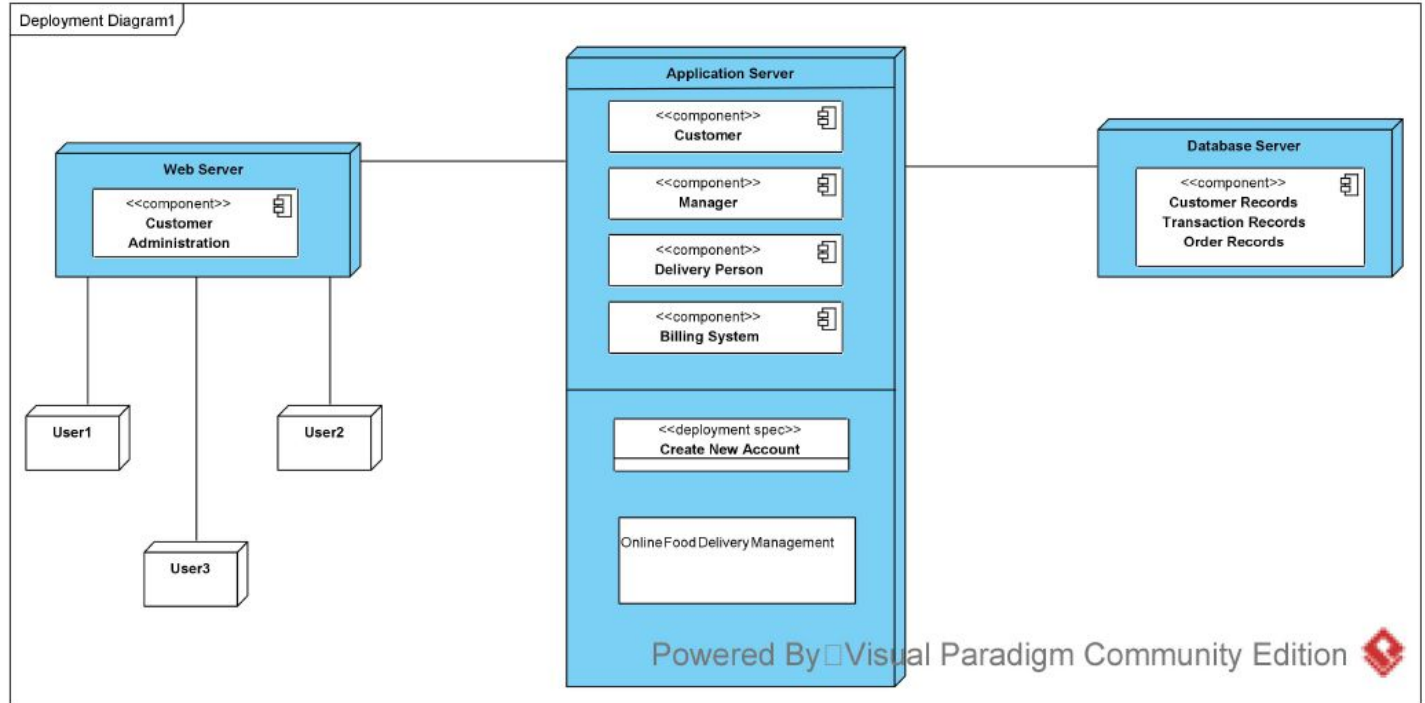 Deployment Diagram1
Application Server
<<component>>
Customer
<<component>>
Manager
<<component>>
Delivery Person
<<component>>
Billing System
<<deployment spec>>
Create New Account
Online Food Delivery Management
Web Server
<<component>>
Customer
Administration
User1
User2
User3
Database Server
<<component>>
Customer Records
Transaction Records
Order Records
Powered By□Visual Paradigm Community Edition